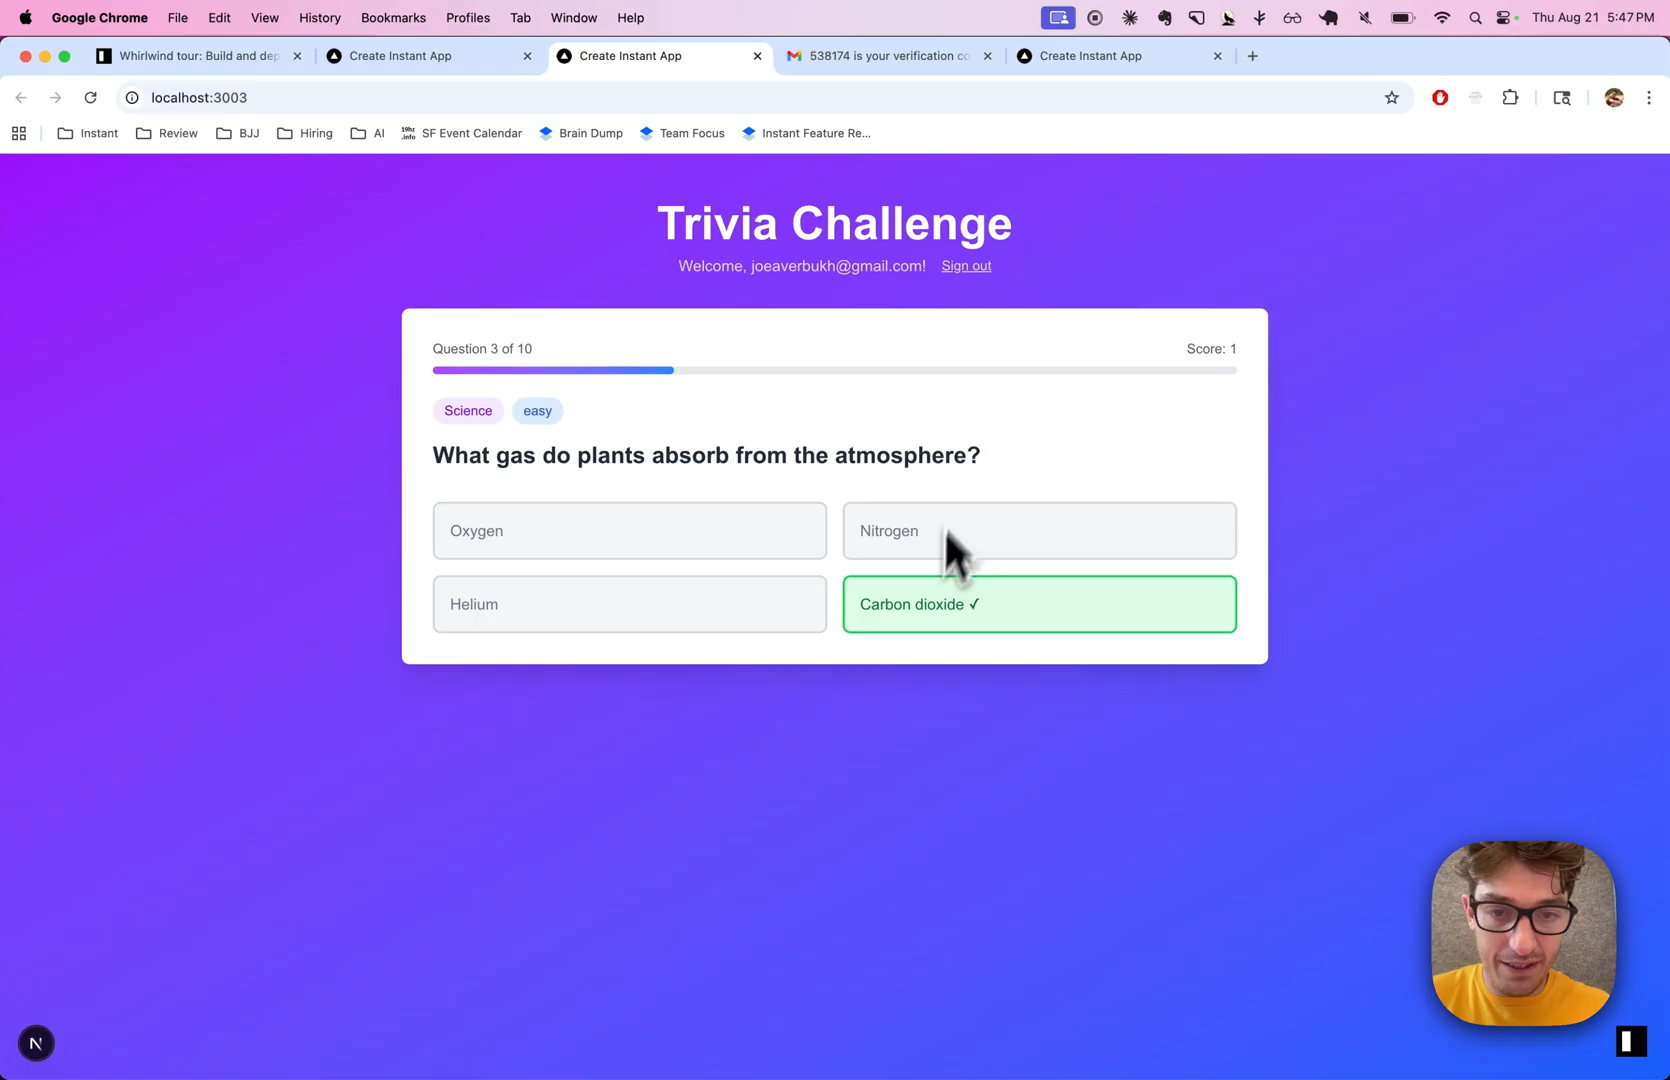 Google Chrome File Edit View History Bookmarks Profiles Tab Window Help Thu Aug 21 5:47 PM
Whirlwind tour: Build and dep Create Instant App Create Instant App 538174 is your verification co Create Instant App
localhost:3003
Instant Review BJJ Hiring AI 19hz .info SF Event Calendar Brain Dump Team Focus Instant Feature Re...
Trivia Challenge
Welcome, joeaverbukh@gmail.com! Sign out
Question 3 of 10 Score: 1
Science easy
What gas do plants absorb from the atmosphere?
Oxygen Nitrogen
Helium Carbon dioxide ✓
N